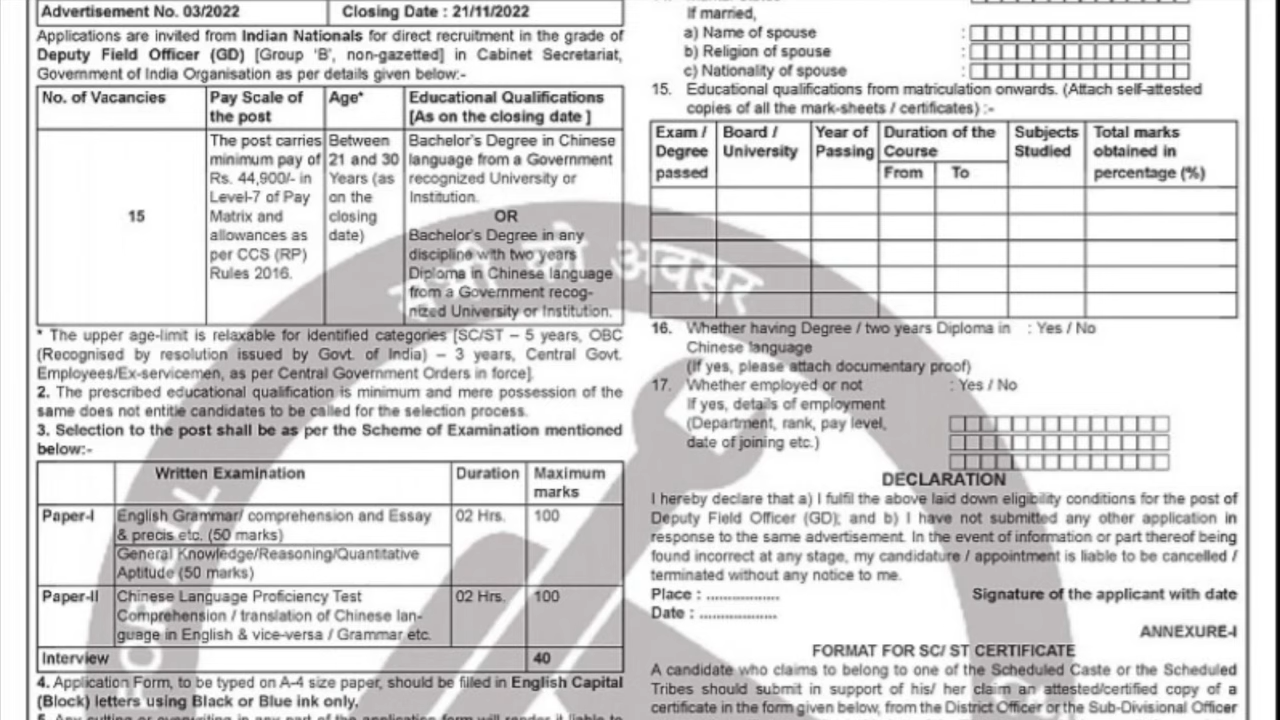 Advertisement No. 03/2022 Closing Date : 21/11/2022
Applications are invited from Indian Nationals for direct recruitment in the grade of
Deputy Field Officer (GD) [Group 'B', non-gazetted] in Cabinet Secretariat,
Government of India Organisation as per details given below:-
No. of Vacancies
Pay Scale of
the post
Age*
Educational Qualifications
[As on the closing date ]
15
The post carries
minimum pay of
Rs. 44,900/- in
Level-7 of Pay
Matrix and
allowances as
per CCS (RP)
Rules 2016.
Between
21 and 30
Years (as
on the
closing
date)
Bachelor's Degree in Chinese
language from a Government
recognized University or
Institution.
OR
Bachelor's Degree in any
discipline with two years
Diploma in Chinese language
from a Government recog-
nized University or Institution.
* The upper age-limit is relaxable for identified categories [SC/ST – 5 years, OBC
(Recognised by resolution issued by Govt. of India) – 3 years, Central Govt.
Employees/Ex-servicemen, as per Central Government Orders in force].
2. The prescribed educational qualification is minimum and mere possession of the
same does not entitle candidates to be called for the selection process.
3. Selection to the post shall be as per the Scheme of Examination mentioned
below:-
Written Examination
Duration
Maximum
marks
Paper-I
English Grammar/ comprehension and Essay
& precis etc. (50 marks)
General Knowledge/Reasoning/Quantitative
Aptitude (50 marks)
02 Hrs.
100
Paper-II
Chinese Language Proficiency Test
Comprehension / translation of Chinese lan-
guage in English & vice-versa / Grammar etc.
02 Hrs.
100
Interview
40
4. Application Form, to be typed on A-4 size paper, should be filled in English Capital
(Block) letters using Black or Blue ink only.
5. Any cutting or overwriting in any part of the application form will render it liable to
If married,
a) Name of spouse :
b) Religion of spouse :
c) Nationality of spouse :
15. Educational qualifications from matriculation onwards. (Attach self-attested
copies of all the mark-sheets / certificates) :-
Exam /
Degree
passed
Board /
University
Year of
Passing
Duration of the
Course
From To
Subjects
Studied
Total marks
obtained in
percentage (%)
16. Whether having Degree / two years Diploma in : Yes / No
Chinese language
(If yes, please attach documentary proof)
17. Whether employed or not : Yes / No
If yes, details of employment
(Department, rank, pay level,
date of joining etc.)
DECLARATION
I hereby declare that a) I fulfil the above laid down eligibility conditions for the post of
Deputy Field Officer (GD); and b) I have not submitted any other application in
response to the same advertisement. In the event of information or part thereof being
found incorrect at any stage, my candidature / appointment is liable to be cancelled /
terminated without any notice to me.
Place : .................. Signature of the applicant with date
Date : ...................
ANNEXURE-I
FORMAT FOR SC/ ST CERTIFICATE
A candidate who claims to belong to one of the Scheduled Caste or the Scheduled
Tribes should submit in support of his/ her claim an attested/certified copy of a
certificate in the form given below, from the District Officer or the Sub-Divisional Officer
को अवसर